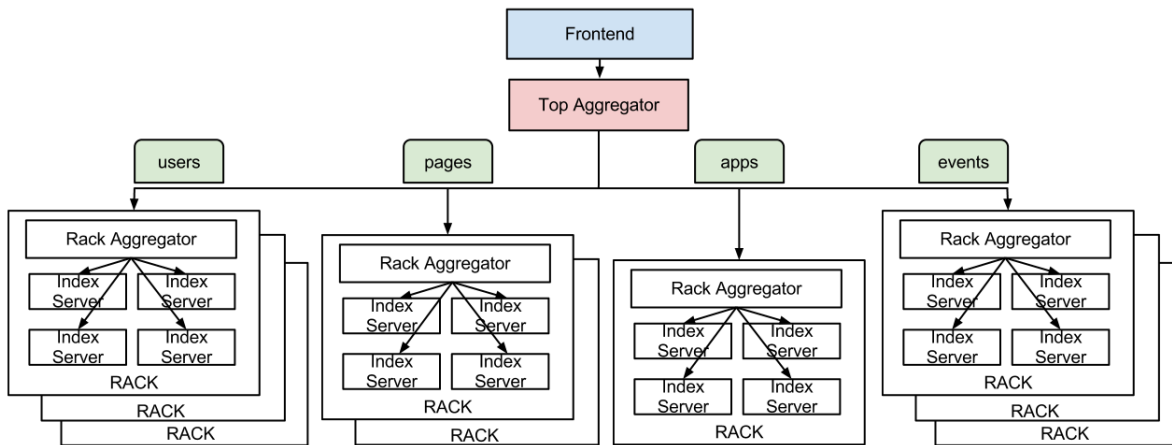 Frontend
Top Aggregator
users
pages
apps
events
Rack Aggregator
Index
Server
Index
Server
Index
Server
Index
Server
RACK
RACK
RACK
Rack Aggregator
Index
Server
Index
Server
Index
Server
Index
Server
RACK
RACK
Rack Aggregator
Index
Server
Index
Server
Index
Server
Index
Server
RACK
Rack Aggregator
Index
Server
Index
Server
Index
Server
Index
Server
RACK
RACK
RACK